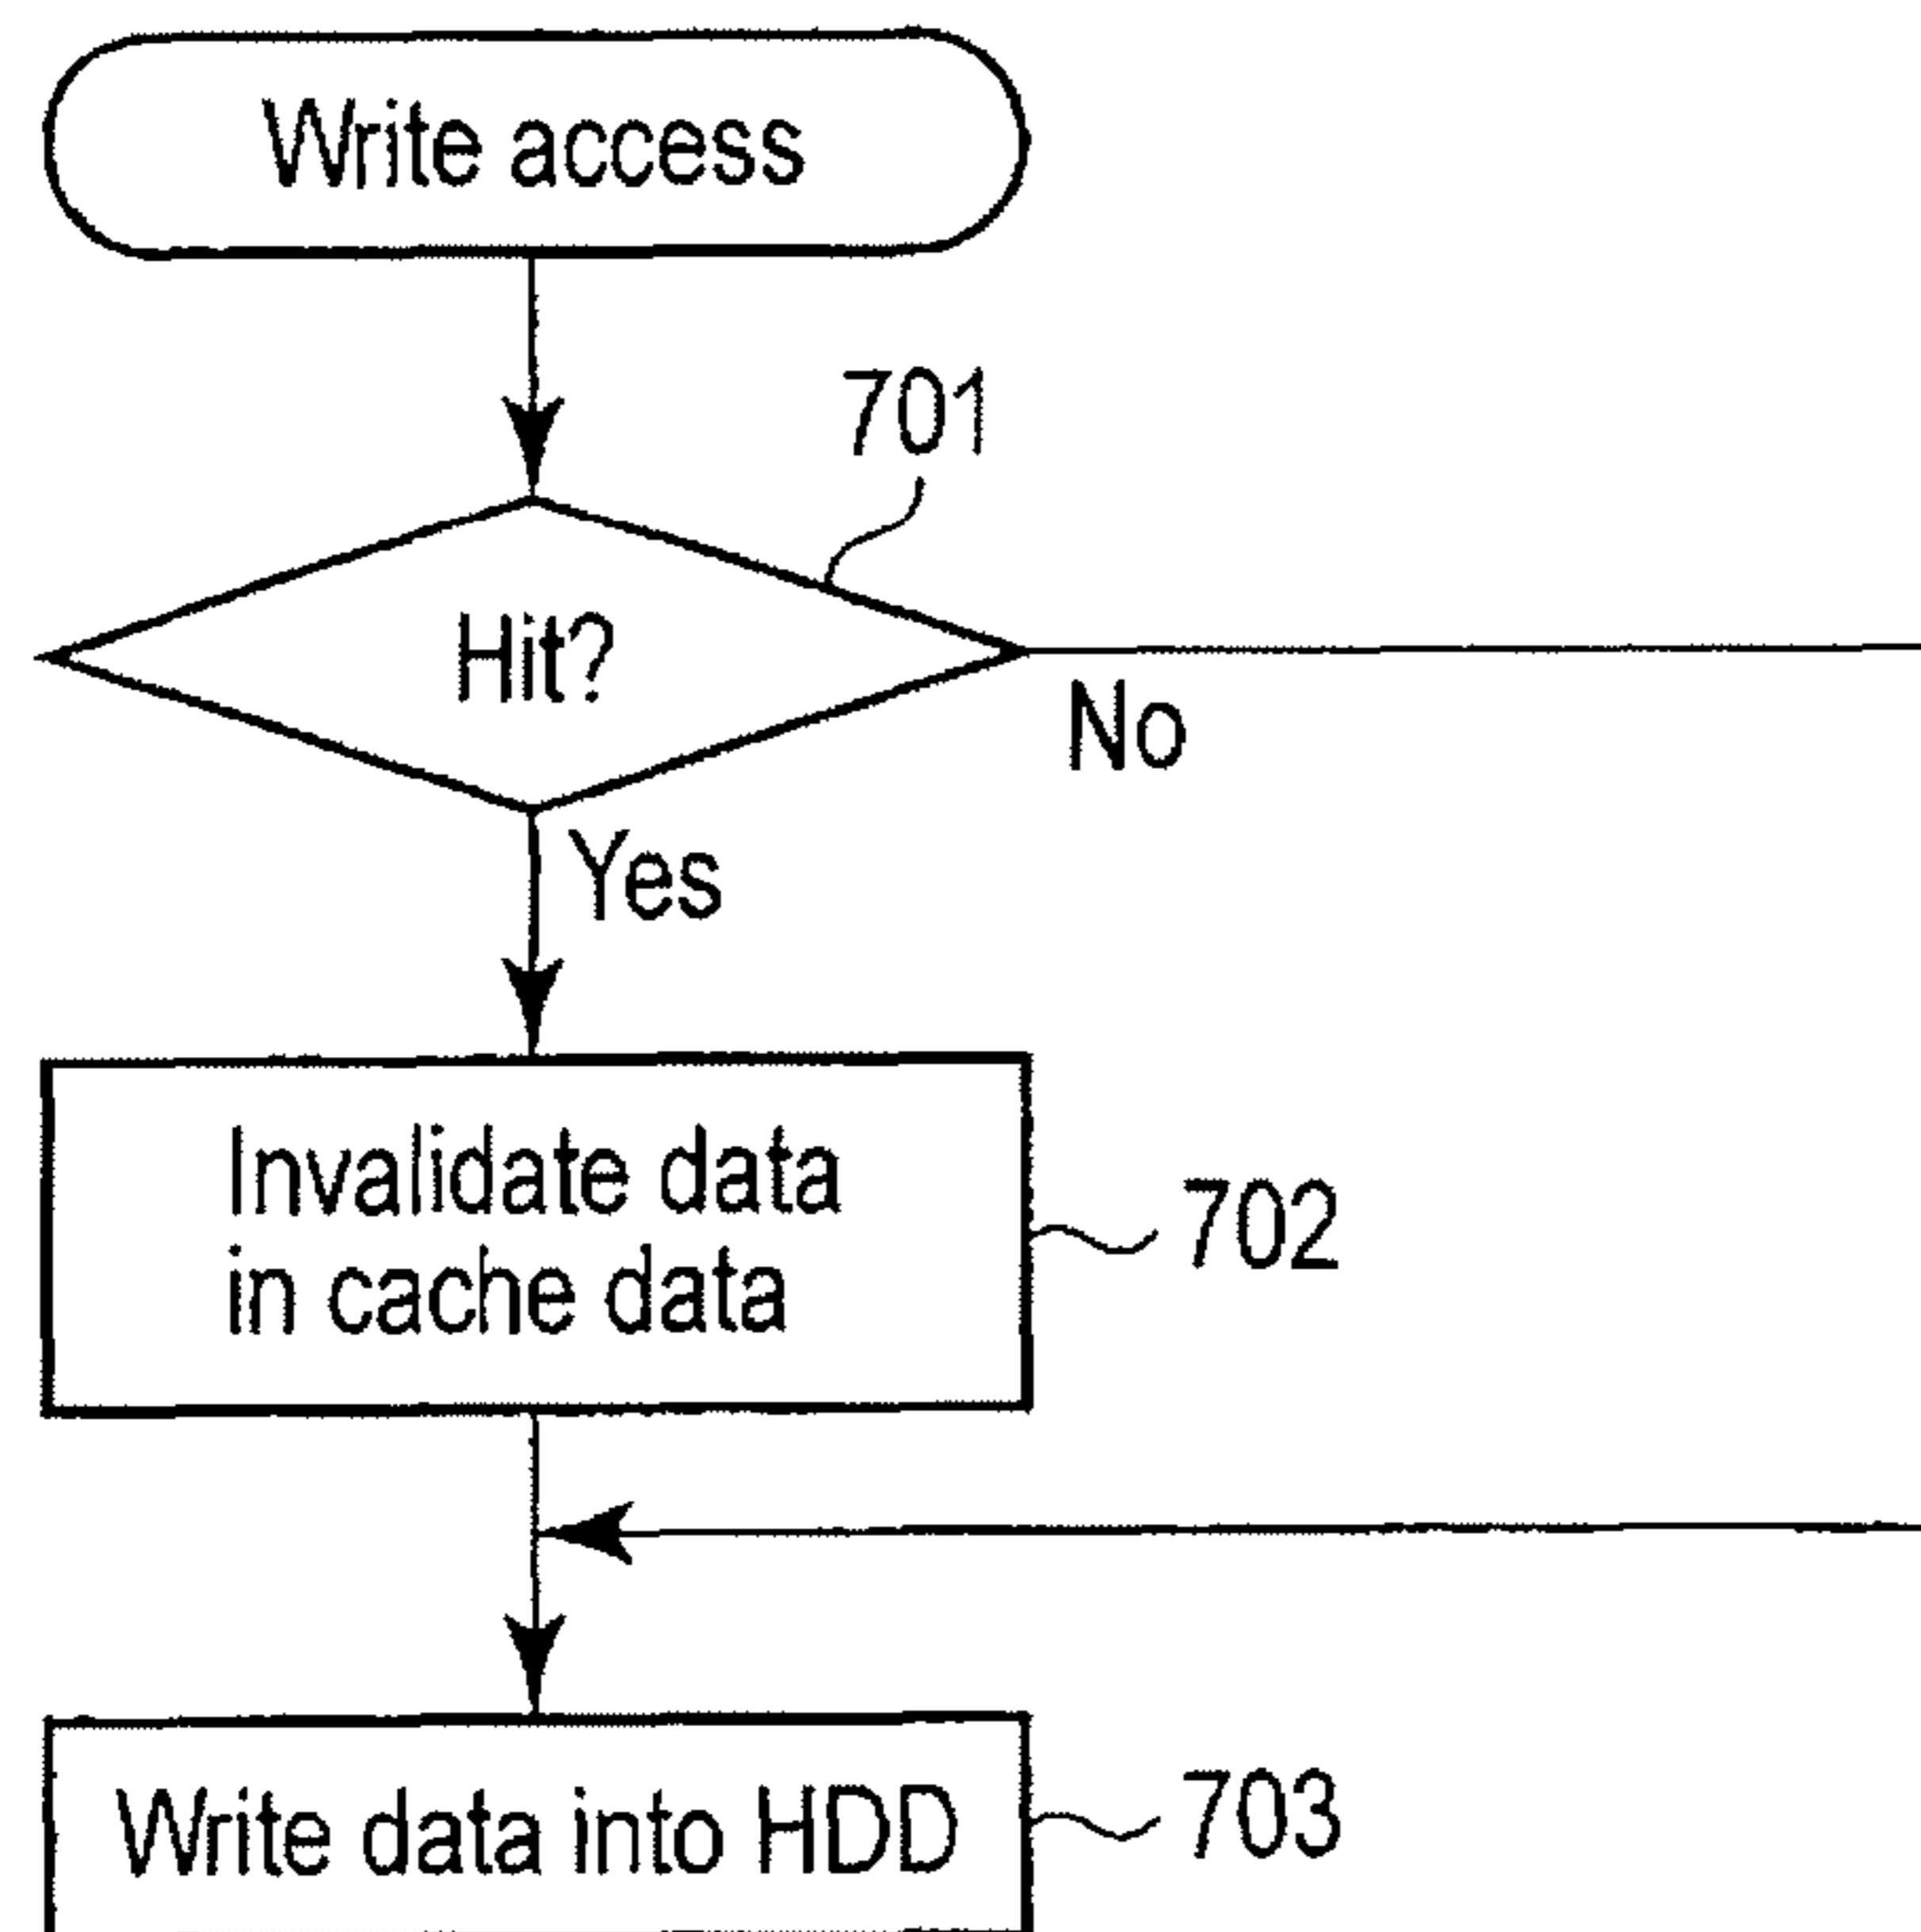 Write access
701
Hit?
No
Yes
Invalidate data
in cache data
702
Write data into HDD
703